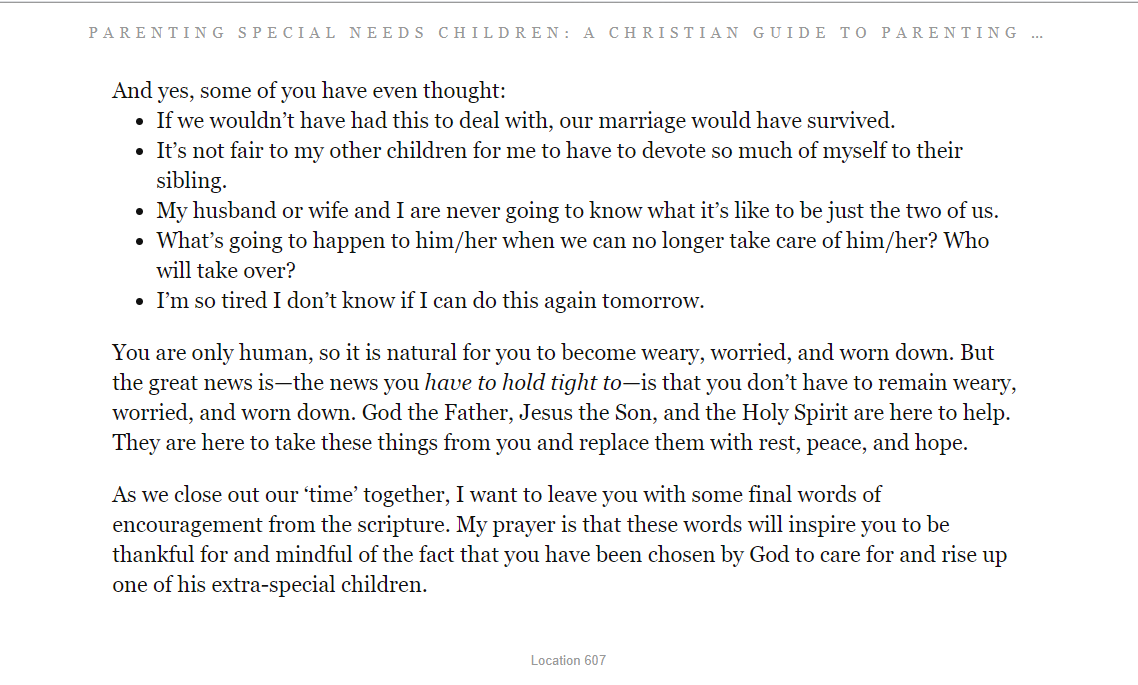 PARENTING SPECIAL NEEDS CHILDREN: A CHRISTIAN GUIDE TO PARENTING ...
And yes, some of you have even thought:
• If we wouldn’t have had this to deal with, our marriage would have survived.
• It’s not fair to my other children for me to have to devote so much of myself to their
sibling.
• My husband or wife and I are never going to know what it’s like to be just the two of us.
• What’s going to happen to him/her when we can no longer take care of him/her? Who
will take over?
• I’m so tired I don’t know if I can do this again tomorrow.
You are only human, so it is natural for you to become weary, worried, and worn down. But
the great news is—the news you have to hold tight to—is that you don’t have to remain weary,
worried, and worn down. God the Father, Jesus the Son, and the Holy Spirit are here to help.
They are here to take these things from you and replace them with rest, peace, and hope.
As we close out our ‘time’ together, I want to leave you with some final words of
encouragement from the scripture. My prayer is that these words will inspire you to be
thankful for and mindful of the fact that you have been chosen by God to care for and rise up
one of his extra-special children.
Location 607